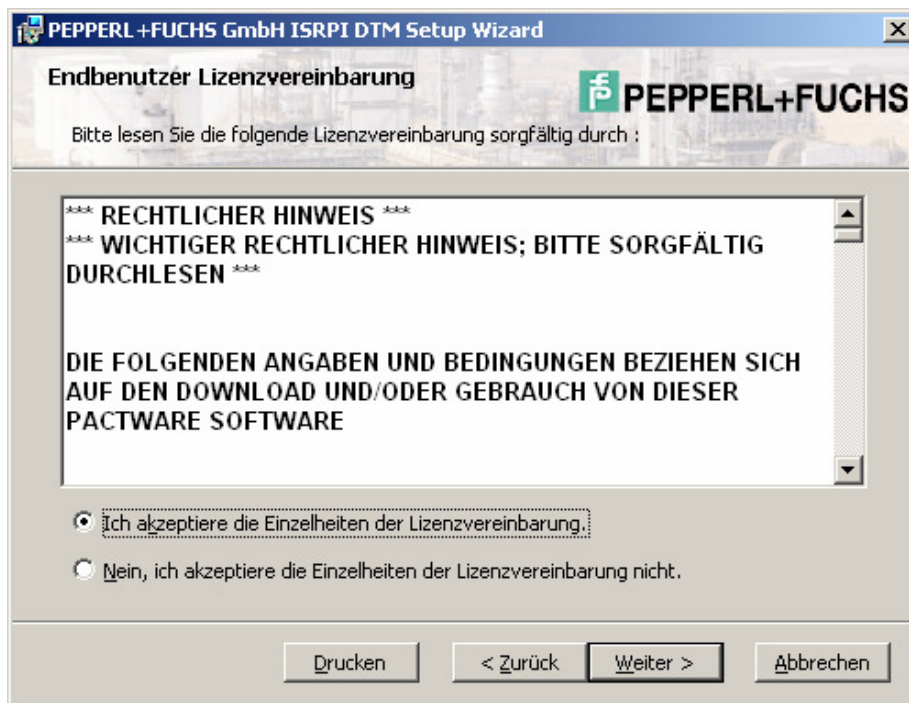 PEPPERL+FUCHS GmbH ISRPI DTM Setup Wizard
Endbenutzer Lizenzvereinbarung
PEPPERL+FUCHS
Bitte lesen Sie die folgende Lizenzvereinbarung sorgfältig durch :
*** RECHTLICHER HINWEIS ***
*** WICHTIGER RECHTLICHER HINWEIS; BITTE SORGFÄLTIG
DURCHLESEN ***
DIE FOLGENDEN ANGABEN UND BEDINGUNGEN BEZIEHEN SICH
AUF DEN DOWNLOAD UND/ODER GEBRAUCH VON DIESER
PACTWARE SOFTWARE
Ich akzeptiere die Einzelheiten der Lizenzvereinbarung.
Nein, ich akzeptiere die Einzelheiten der Lizenzvereinbarung nicht.
Drucken
< Zurück
Weiter >
Abbrechen